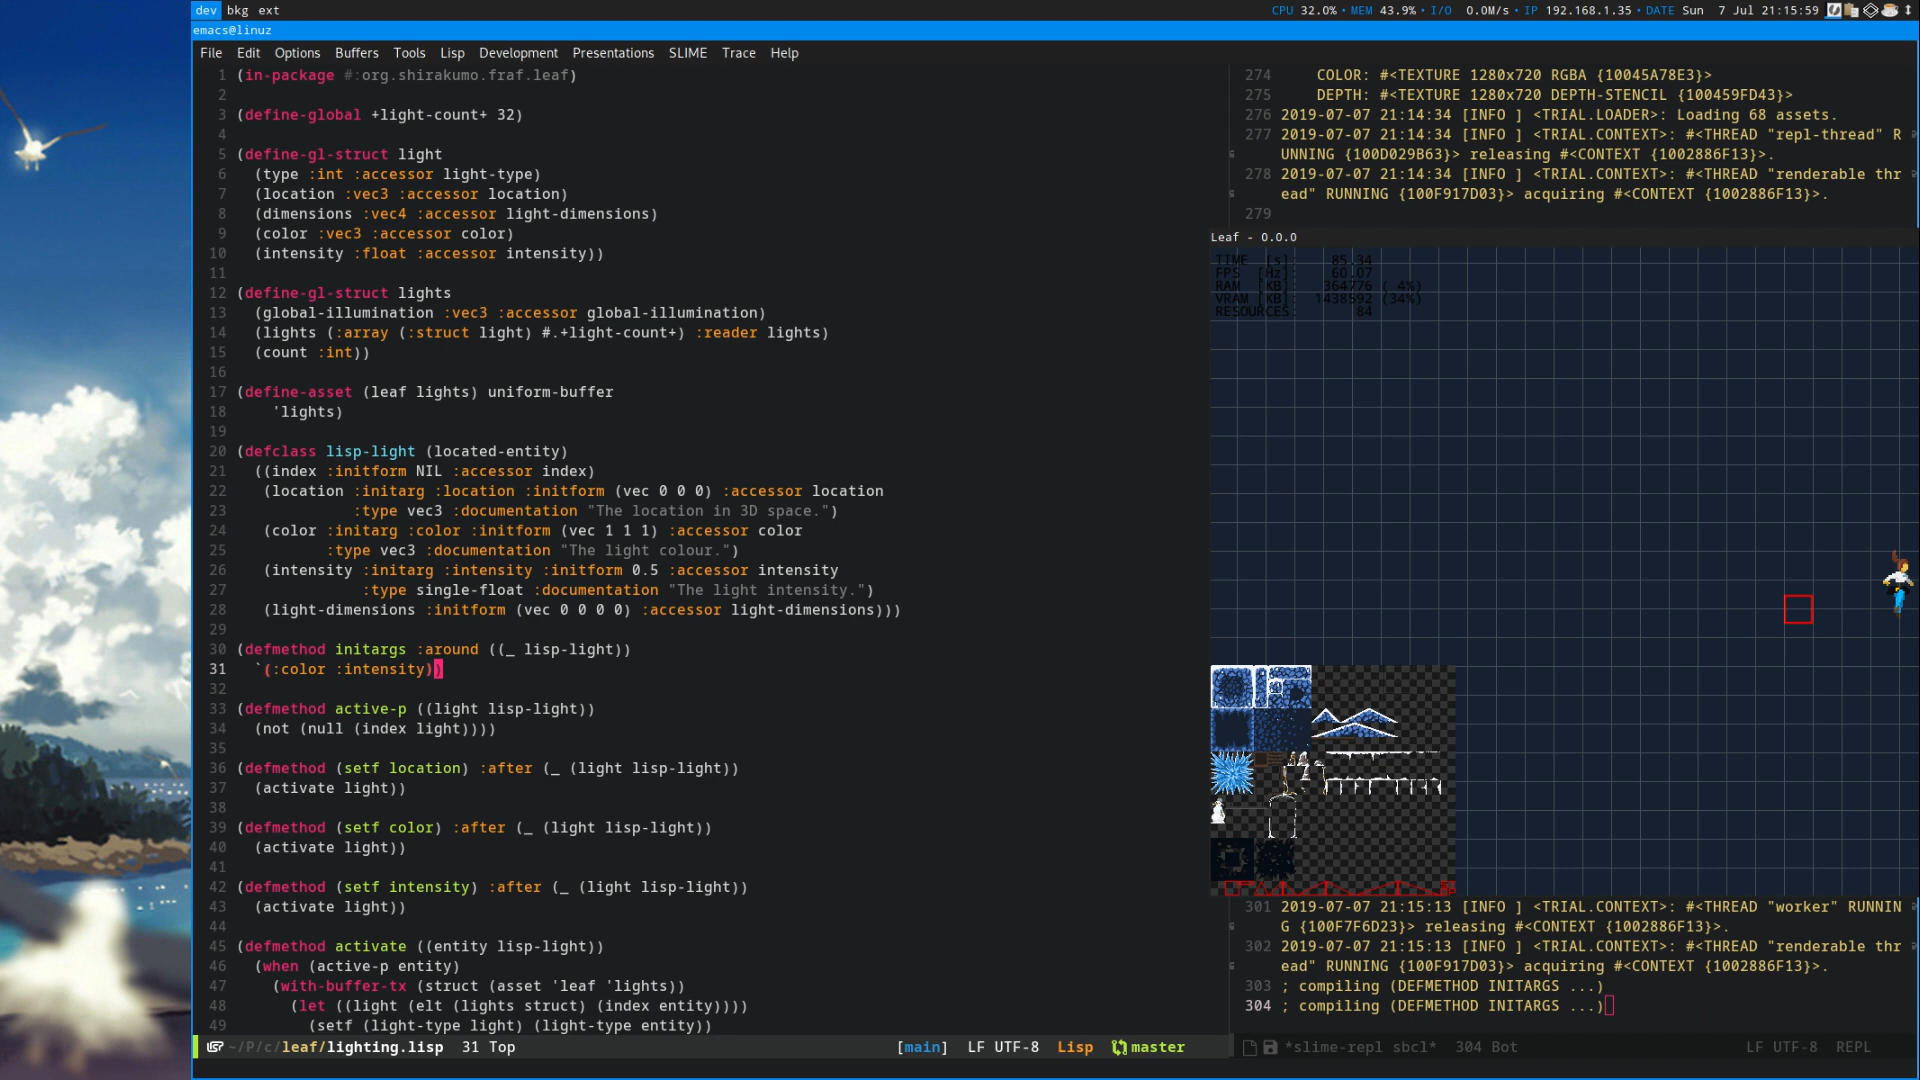 dev bkg ext
CPU 32.0% • MEM 43.9% • I/O 0.0M/s • IP 192.168.1.35 • DATE Sun 7 Jul 21:15:59
emacs@linuz
File Edit Options Buffers Tools Lisp Development Presentations SLIME Trace Help
1 (in-package #:org.shirakumo.fraf.leaf)
2
3 (define-global +light-count+ 32)
4
5 (define-gl-struct light
6   (type :int :accessor light-type)
7   (location :vec3 :accessor location)
8   (dimensions :vec4 :accessor light-dimensions)
9   (color :vec3 :accessor color)
10   (intensity :float :accessor intensity))
11
12 (define-gl-struct lights
13   (global-illumination :vec3 :accessor global-illumination)
14   (lights (:array (:struct light) #.+light-count+) :reader lights)
15   (count :int))
16
17 (define-asset (leaf lights) uniform-buffer
18     'lights)
19
20 (defclass lisp-light (located-entity)
21   ((index :initform NIL :accessor index)
22    (location :initarg :location :initform (vec 0 0 0) :accessor location
23              :type vec3 :documentation "The location in 3D space.")
24    (color :initarg :color :initform (vec 1 1 1) :accessor color
25           :type vec3 :documentation "The light colour.")
26    (intensity :initarg :intensity :initform 0.5 :accessor intensity
27               :type single-float :documentation "The light intensity.")
28    (light-dimensions :initform (vec 0 0 0 0) :accessor light-dimensions)))
29
30 (defmethod initargs :around ((_ lisp-light))
31   `(:color :intensity))
32
33 (defmethod active-p ((light lisp-light))
34   (not (null (index light))))
35
36 (defmethod (setf location) :after (_ (light lisp-light))
37   (activate light))
38
39 (defmethod (setf color) :after (_ (light lisp-light))
40   (activate light))
41
42 (defmethod (setf intensity) :after (_ (light lisp-light))
43   (activate light))
44
45 (defmethod activate ((entity lisp-light))
46   (when (active-p entity)
47     (with-buffer-tx (struct (asset 'leaf 'lights))
48       (let ((light (elt (lights struct) (index entity))))
49         (setf (light-type light) (light-type entity))
~/P/c/leaf/lighting.lisp 31 Top [main] LF UTF-8 Lisp master
274     COLOR: #<TEXTURE 1280x720 RGBA {10045A78E3}>
275     DEPTH: #<TEXTURE 1280x720 DEPTH-STENCIL {100459FD43}>
276 2019-07-07 21:14:34 [INFO ] <TRIAL.LOADER>: Loading 68 assets.
277 2019-07-07 21:14:34 [INFO ] <TRIAL.CONTEXT>: #<THREAD "repl-thread" R
UNNING {100D029B63}> releasing #<CONTEXT {1002886F13}>.
278 2019-07-07 21:14:34 [INFO ] <TRIAL.CONTEXT>: #<THREAD "renderable thr
ead" RUNNING {100F917D03}> acquiring #<CONTEXT {1002886F13}>.
279
Leaf - 0.0.0
TIME [s]: 85.34
FPS [Hz]: 60.07
RAM [KB]: 364776 ( 4%)
VRAM [KB]: 1438592 (34%)
RESOURCES: 84
301 2019-07-07 21:15:13 [INFO ] <TRIAL.CONTEXT>: #<THREAD "worker" RUNNIN
G {100F7F6D23}> releasing #<CONTEXT {1002886F13}>.
302 2019-07-07 21:15:13 [INFO ] <TRIAL.CONTEXT>: #<THREAD "renderable thr
ead" RUNNING {100F917D03}> acquiring #<CONTEXT {1002886F13}>.
303 ; compiling (DEFMETHOD INITARGS ...)
304 ; compiling (DEFMETHOD INITARGS ...)
*slime-repl sbcl* 304 Bot LF UTF-8 REPL